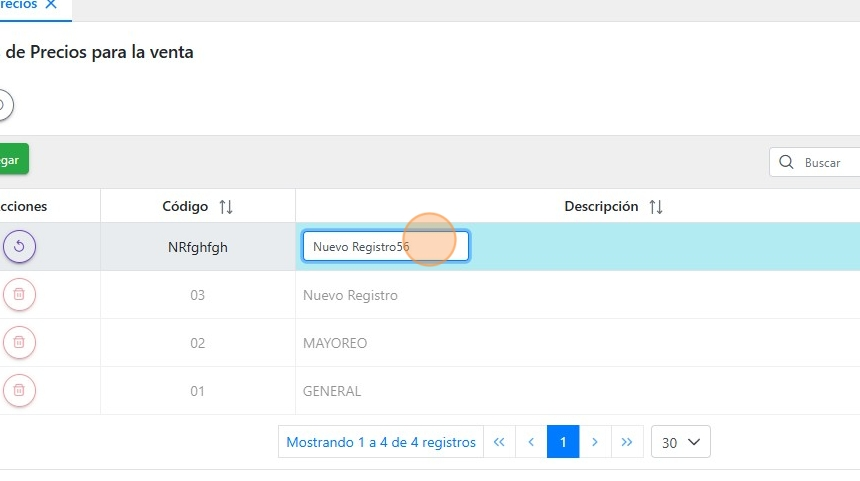 recios
de Precios para la venta
egar
Buscar
cciones Código Descripción
NRfghfgh Nuevo Registro56
03 Nuevo Registro
02 MAYOREO
01 GENERAL
Mostrando 1 a 4 de 4 registros << < 1 > >> 30